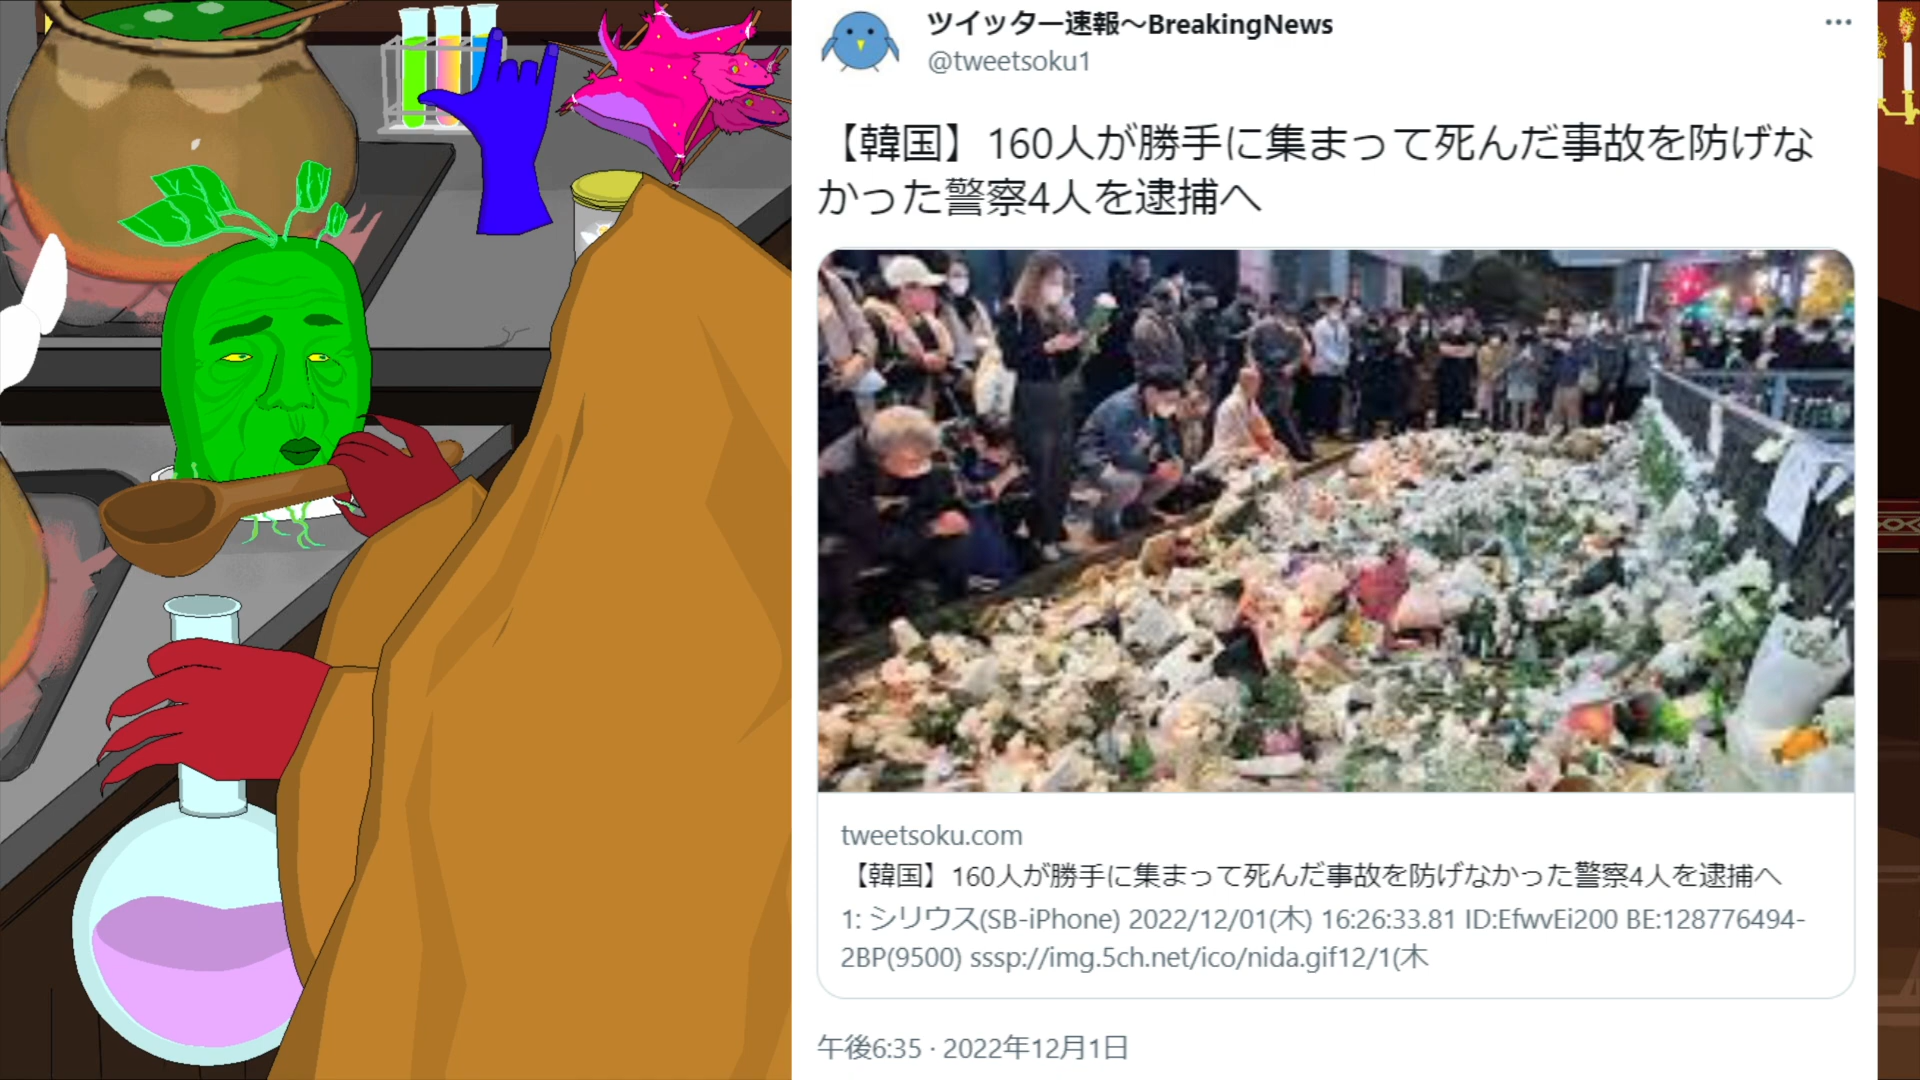 ツイッター速報〜BreakingNews
@tweetsoku1
【韓国】160人が勝手に集まって死んだ事故を防げな
かった警察4人を逮捕へ
tweetsoku.com
【韓国】160人が勝手に集まって死んだ事故を防げなかった警察4人を逮捕へ
1: シリウス(SB-iPhone) 2022/12/01(木) 16:26:33.81 ID:EfwvEi200 BE:128776494-
2BP(9500) sssp://img.5ch.net/ico/nida.gif12/1(木
午後6:35 · 2022年12月1日